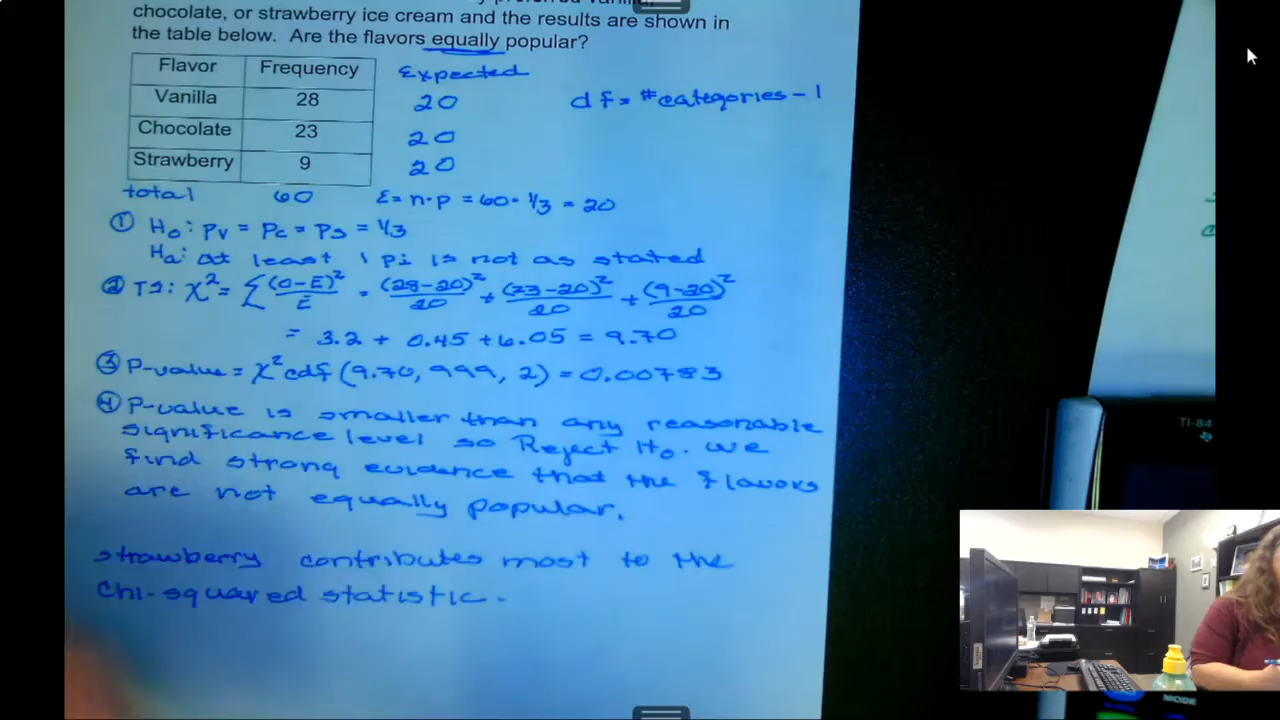 chocolate, or strawberry ice cream and the results are shown in
the table below. Are the flavors equally popular?
Flavor Frequency Expected
Vanilla 28 20 df = # categories - 1
Chocolate 23 20
Strawberry 9 20
total 60 E = n·p = 60 · 1/3 = 20
① H₀: Pv = Pc = Ps = 1/3
Ha: At least 1 pi is not as stated
② TS: χ² = Σ (O-E)²/E = (28-20)²/20 + (23-20)²/20 + (9-20)²/20
= 3.2 + 0.45 + 6.05 = 9.70
③ P-value = χ²cdf (9.70, 999, 2) = 0.00783
④ P-value is smaller than any reasonable
significance level so Reject H₀. we
find strong evidence that the flavors
are not equally popular.
strawberry contributes most to the
Chi-squared statistic.
TI-84
MODE